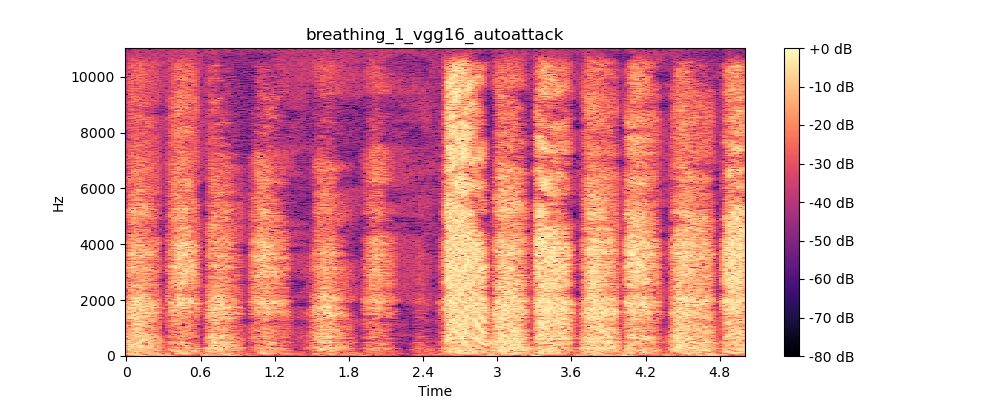 breathing_1_vgg16_autoattack
Hz
10000
8000
6000
4000
2000
0
0 0.6 1.2 1.8 2.4 3 3.6 4.2 4.8
Time
+0 dB
-10 dB
-20 dB
-30 dB
-40 dB
-50 dB
-60 dB
-70 dB
-80 dB